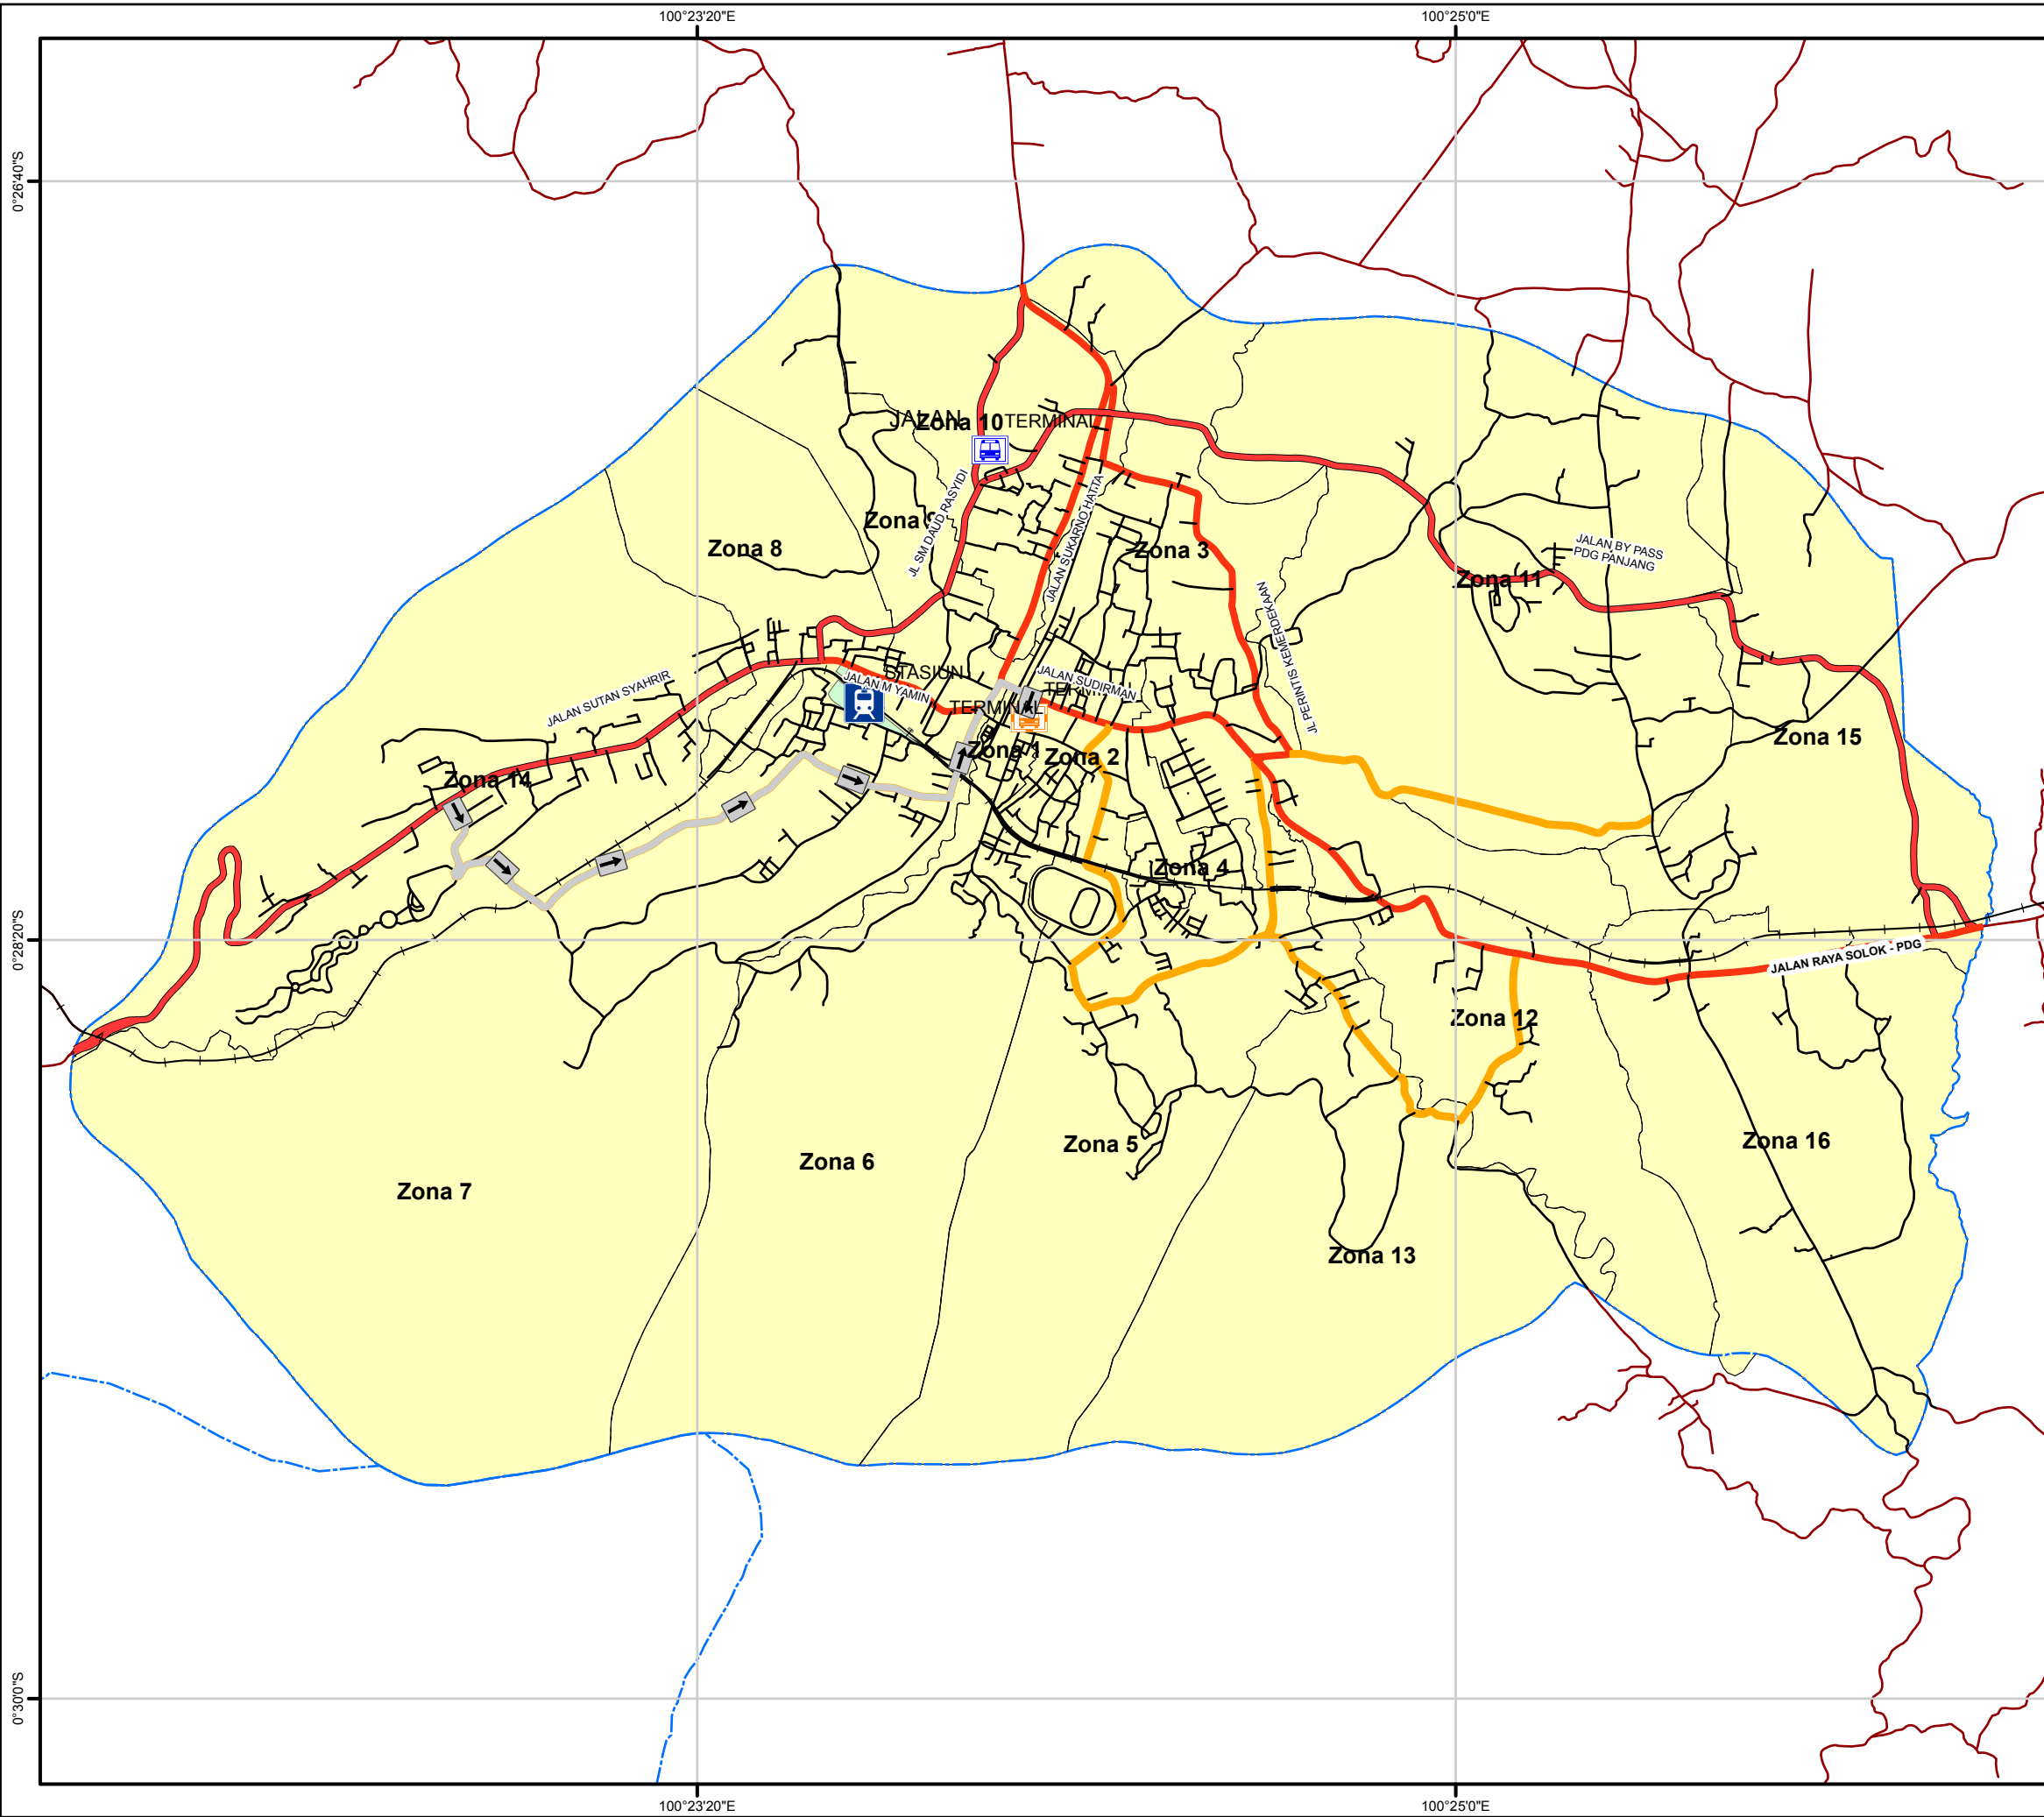 100°23'20"E
100°25'0"E
0°26'40"S
JALAN
Zona 10
TERMINAL
JL SM DAUD RASYIDI
JALAN SUKARNO HATTA
Zona 9
Zona 8
Zona 3
JALAN BY PASS
PDG PANJANG
Zona 11
JL PERINTIS KEMERDEKAAN
STASIUN
JALAN M YAMIN
JALAN SUDIRMAN
TERMINAL
JALAN SUTAN SYAHRIR
TERMINAL
Zona 1
Zona 2
Zona 15
Zona 14
Zona 4
0°28'20"S
JALAN RAYA SOLOK - PDG
Zona 12
Zona 5
Zona 16
Zona 6
Zona 7
Zona 13
0°30'0"S
100°23'20"E
100°25'0"E